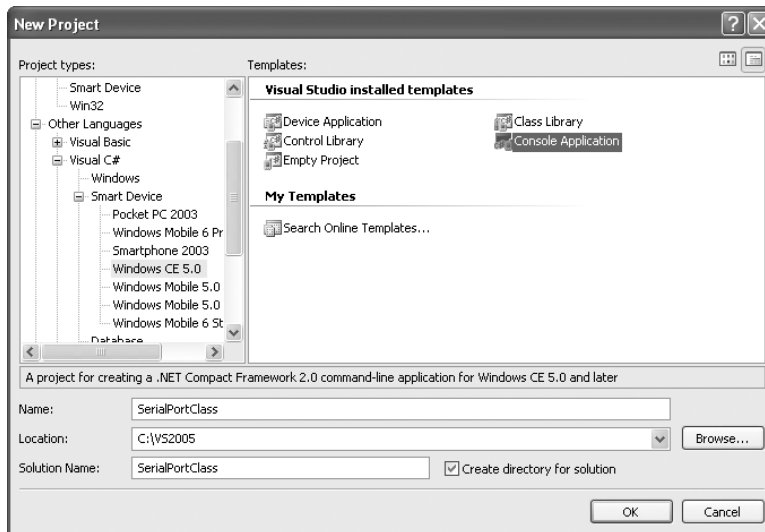 New Project
Project types:
Templates:
Smart Device
Win32
Other Languages
Visual Basic
Visual C#
Windows
Smart Device
Pocket PC 2003
Windows Mobile 6 Pr
Smartphone 2003
Windows CE 5.0
Windows Mobile 5.0
Windows Mobile 5.0
Windows Mobile 6 St
Database
Visual Studio installed templates
Device Application
Class Library
Control Library
Console Application
Empty Project
My Templates
Search Online Templates...
A project for creating a .NET Compact Framework 2.0 command-line application for Windows CE 5.0 and later
Name:
SerialPortClass
Location:
C:\VS2005
Browse...
Solution Name:
SerialPortClass
Create directory for solution
OK
Cancel